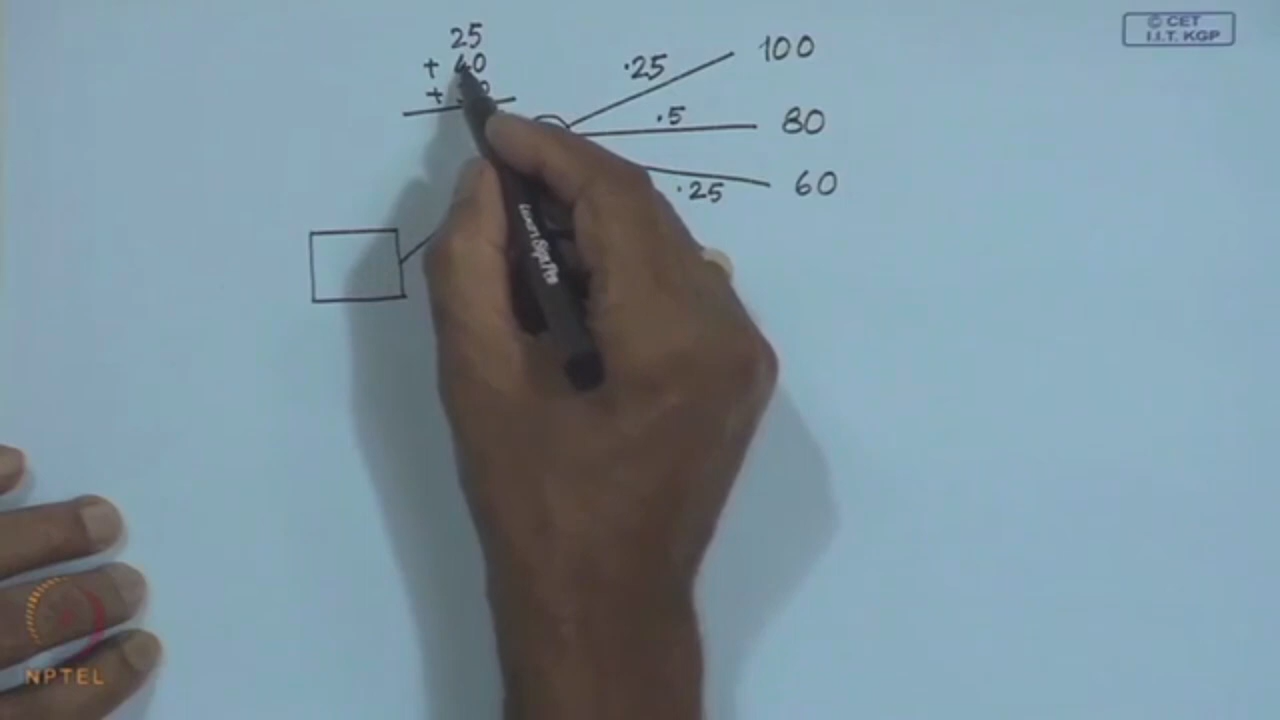 25
+ 40
+
.25 100
.5 80
.25 60
© CET
I.I.T. KGP
NPTEL